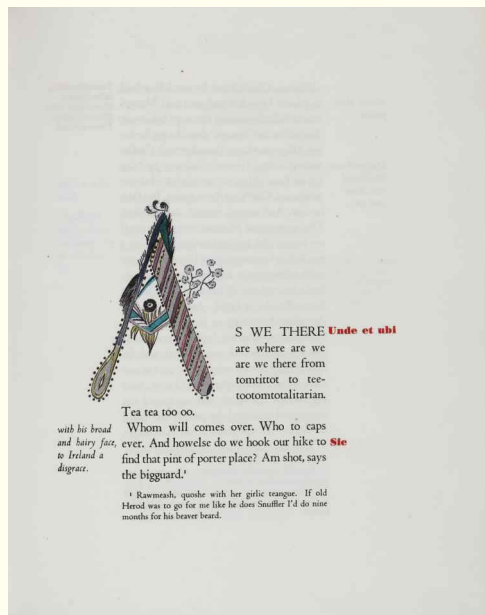 AS WE THERE
Unde et ubi
are where are we
are we there from
tomtittot to tee-
tootomtotalitarian.
Tea tea too oo.
with his broad
and hairy face,
to Ireland a
disgrace.
Whom will comes over. Who to caps
ever. And howelse do we hook our hike to
Sic
find that pint of porter place? Am shot, says
the bigguard.¹
¹ Rawmeash, quoshe with her girlic teangue. If old
Herod was to go for me like he does Snuffler I'd do nine
months for his beaver beard.